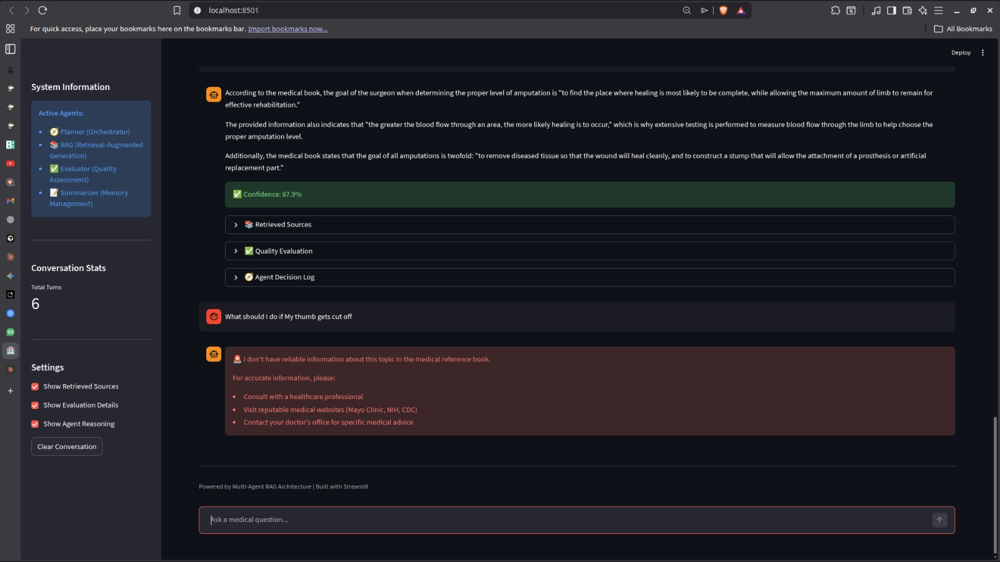 localhost:8501
For quick access, place your bookmarks here on the bookmarks bar. Import bookmarks now...
All Bookmarks
Deploy
System Information
Active Agents:
Planner (Orchestrator)
RAG (Retrieval-Augmented
Generation)
Evaluator (Quality
Assessment)
Summarizer (Memory
Management)
Conversation Stats
Total Turns
6
Settings
Show Retrieved Sources
Show Evaluation Details
Show Agent Reasoning
Clear Conversation
According to the medical book, the goal of the surgeon when determining the proper level of amputation is "to find the place where healing is most likely to be complete, while allowing the maximum amount of limb to remain for
effective rehabilitation."
The provided information also indicates that "the greater the blood flow through an area, the more likely healing is to occur," which is why extensive testing is performed to measure blood flow through the limb to help choose the
proper amputation level.
Additionally, the medical book states that the goal of all amputations is twofold: "to remove diseased tissue so that the wound will heal cleanly, and to construct a stump that will allow the attachment of a prosthesis or artificial
replacement part."
Confidence: 87.9%
Retrieved Sources
Quality Evaluation
Agent Decision Log
What should I do if My thumb gets cut off
I don't have reliable information about this topic in the medical reference book.
For accurate information, please:
Consult with a healthcare professional
Visit reputable medical websites (Mayo Clinic, NIH, CDC)
Contact your doctor's office for specific medical advice
Powered by Multi-Agent RAG Architecture | Built with Streamlit
Ask a medical question...